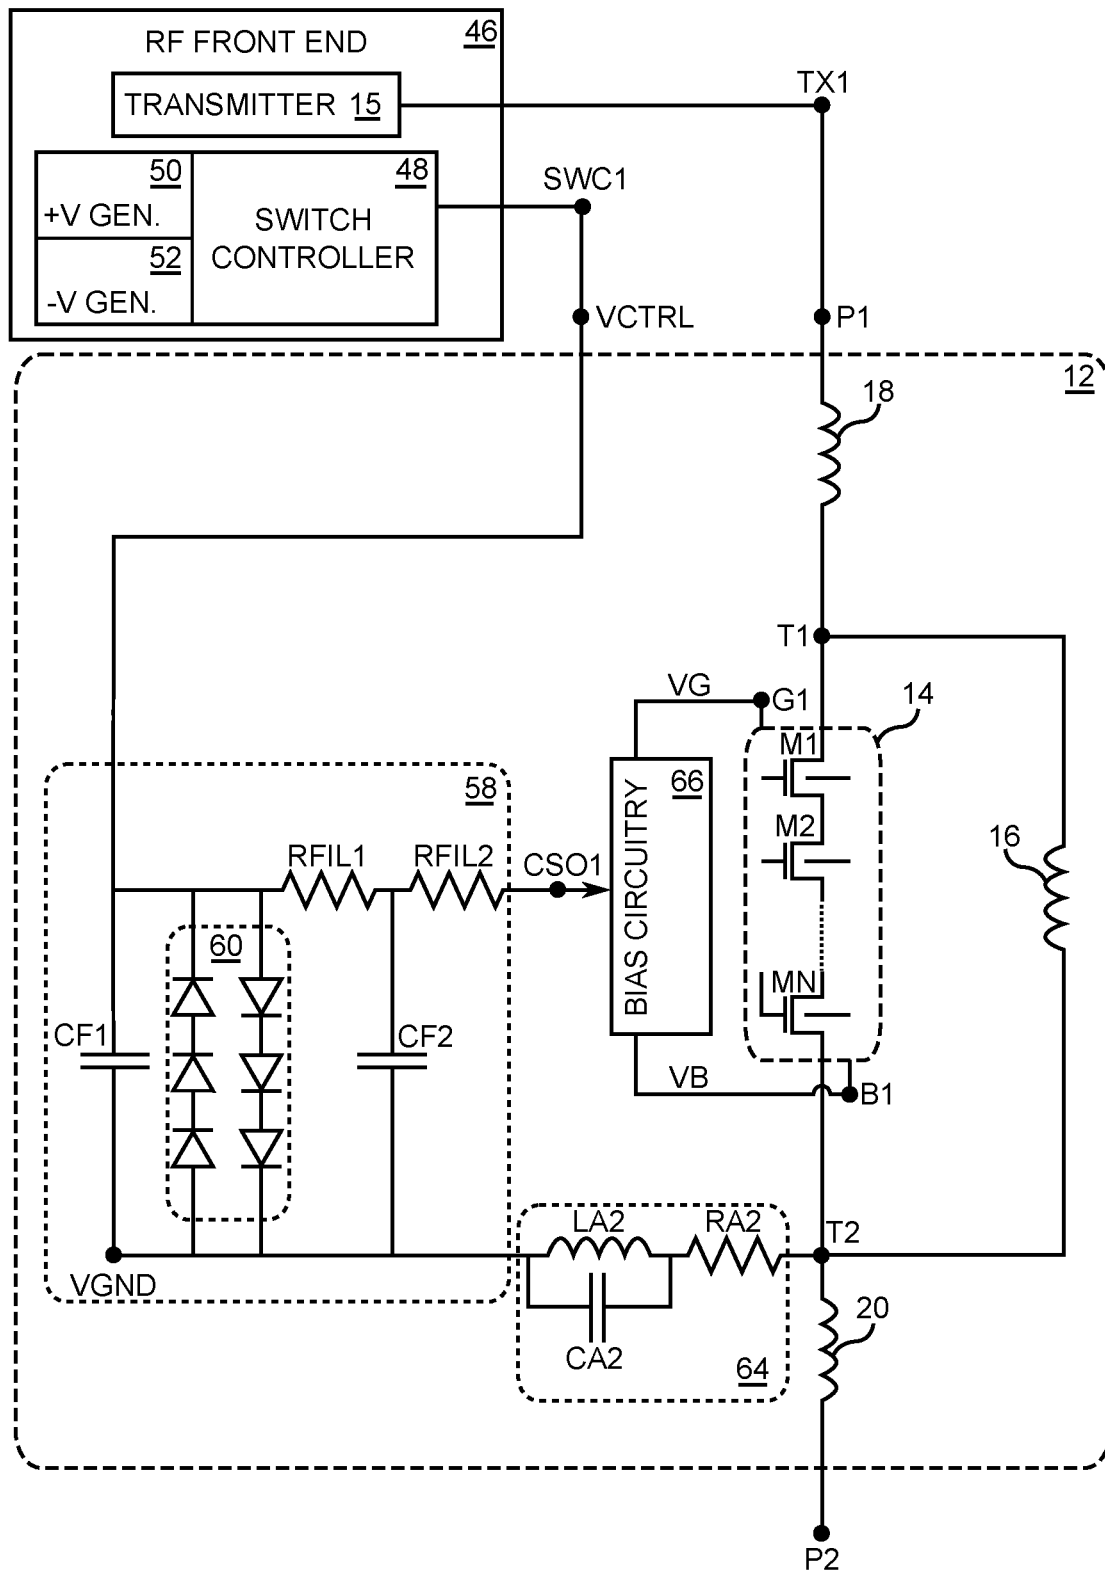 RF FRONT END 46
TRANSMITTER 15
TX1
50
+V GEN.
48
SWITCH
CONTROLLER
52
-V GEN.
SWC1
VCTRL
P1
12
18
T1
VG
G1
14
M1
58
66
M2
16
RFIL1
RFIL2
CSO1
BIAS CIRCUITRY
60
MN
CF1
CF2
VB
B1
LA2
RA2
T2
VGND
20
CA2
64
P2